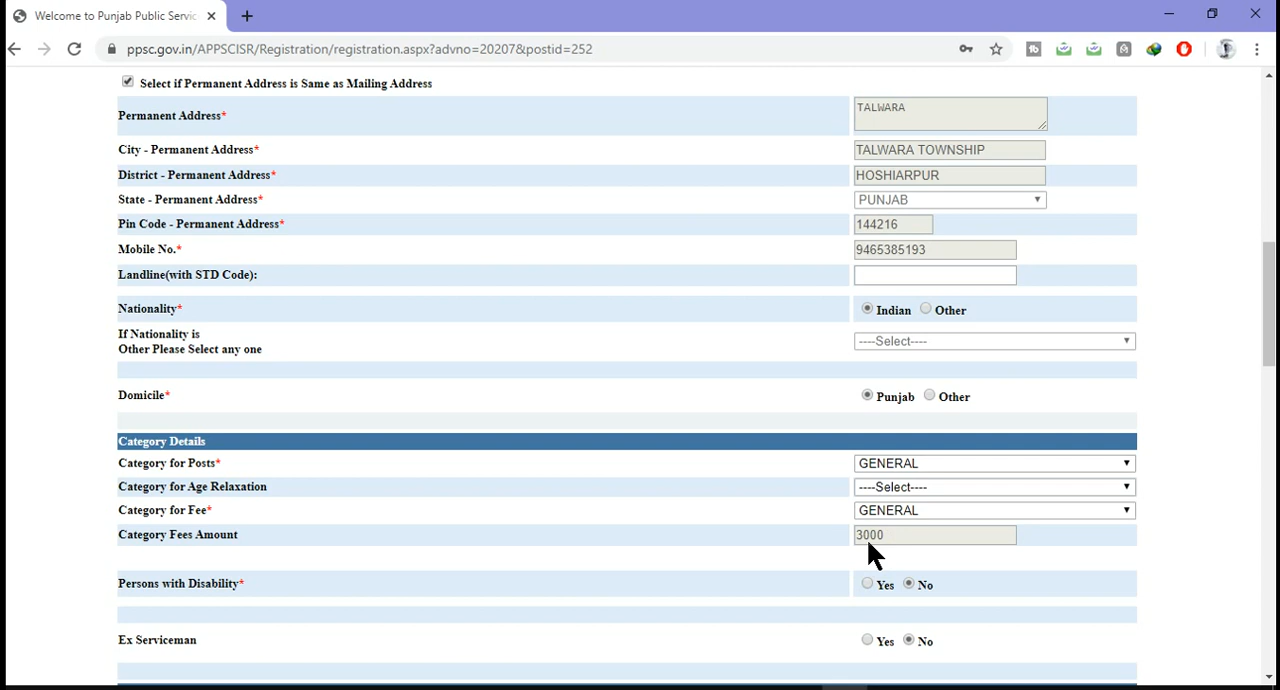 Welcome to Punjab Public Servic
ppsc.gov.in/APPSCISR/Registration/registration.aspx?advno=20207&postid=252
Select if Permanent Address is Same as Mailing Address
Permanent Address* TALWARA
City - Permanent Address* TALWARA TOWNSHIP
District - Permanent Address* HOSHIARPUR
State - Permanent Address* PUNJAB
Pin Code - Permanent Address* 144216
Mobile No.* 9465385193
Landline(with STD Code):
Nationality* Indian Other
If Nationality is
Other Please Select any one ----Select----
Domicile* Punjab Other
Category Details
Category for Posts* GENERAL
Category for Age Relaxation ----Select----
Category for Fee* GENERAL
Category Fees Amount 3000
Persons with Disability* Yes No
Ex Serviceman Yes No